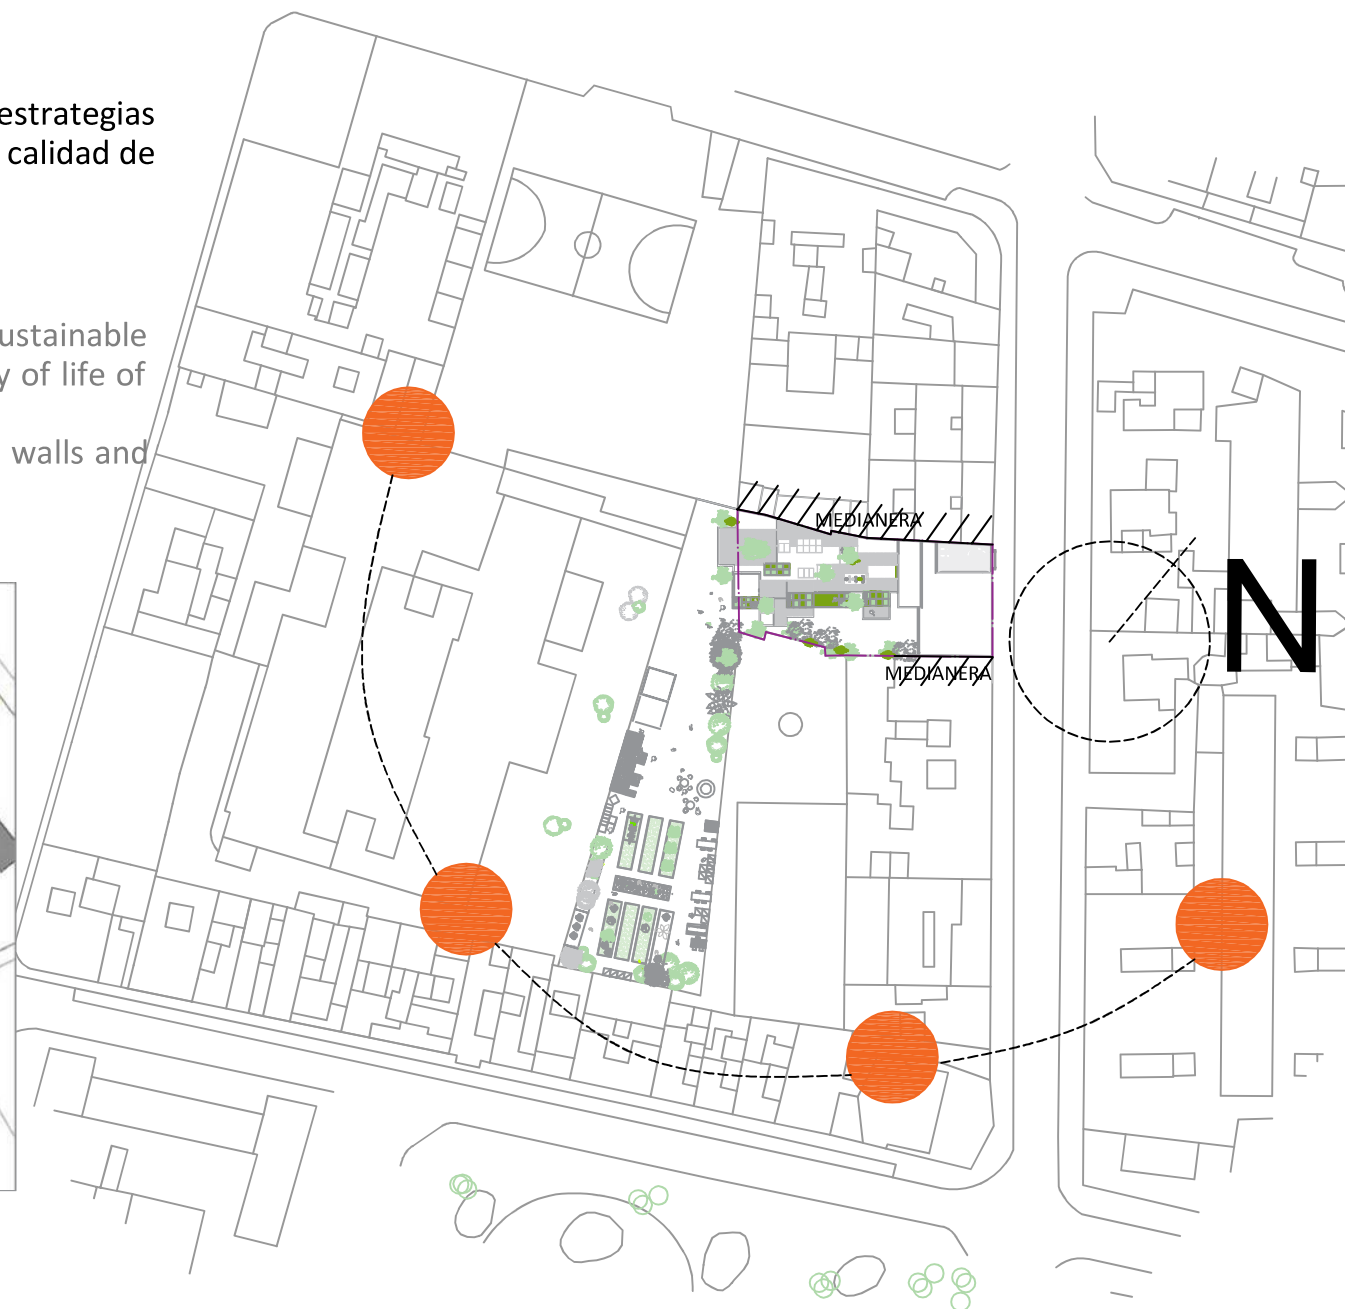 estrategias
calidad de
ustainable
y of life of
walls and
MEDIANERA
N
MEDIANERA